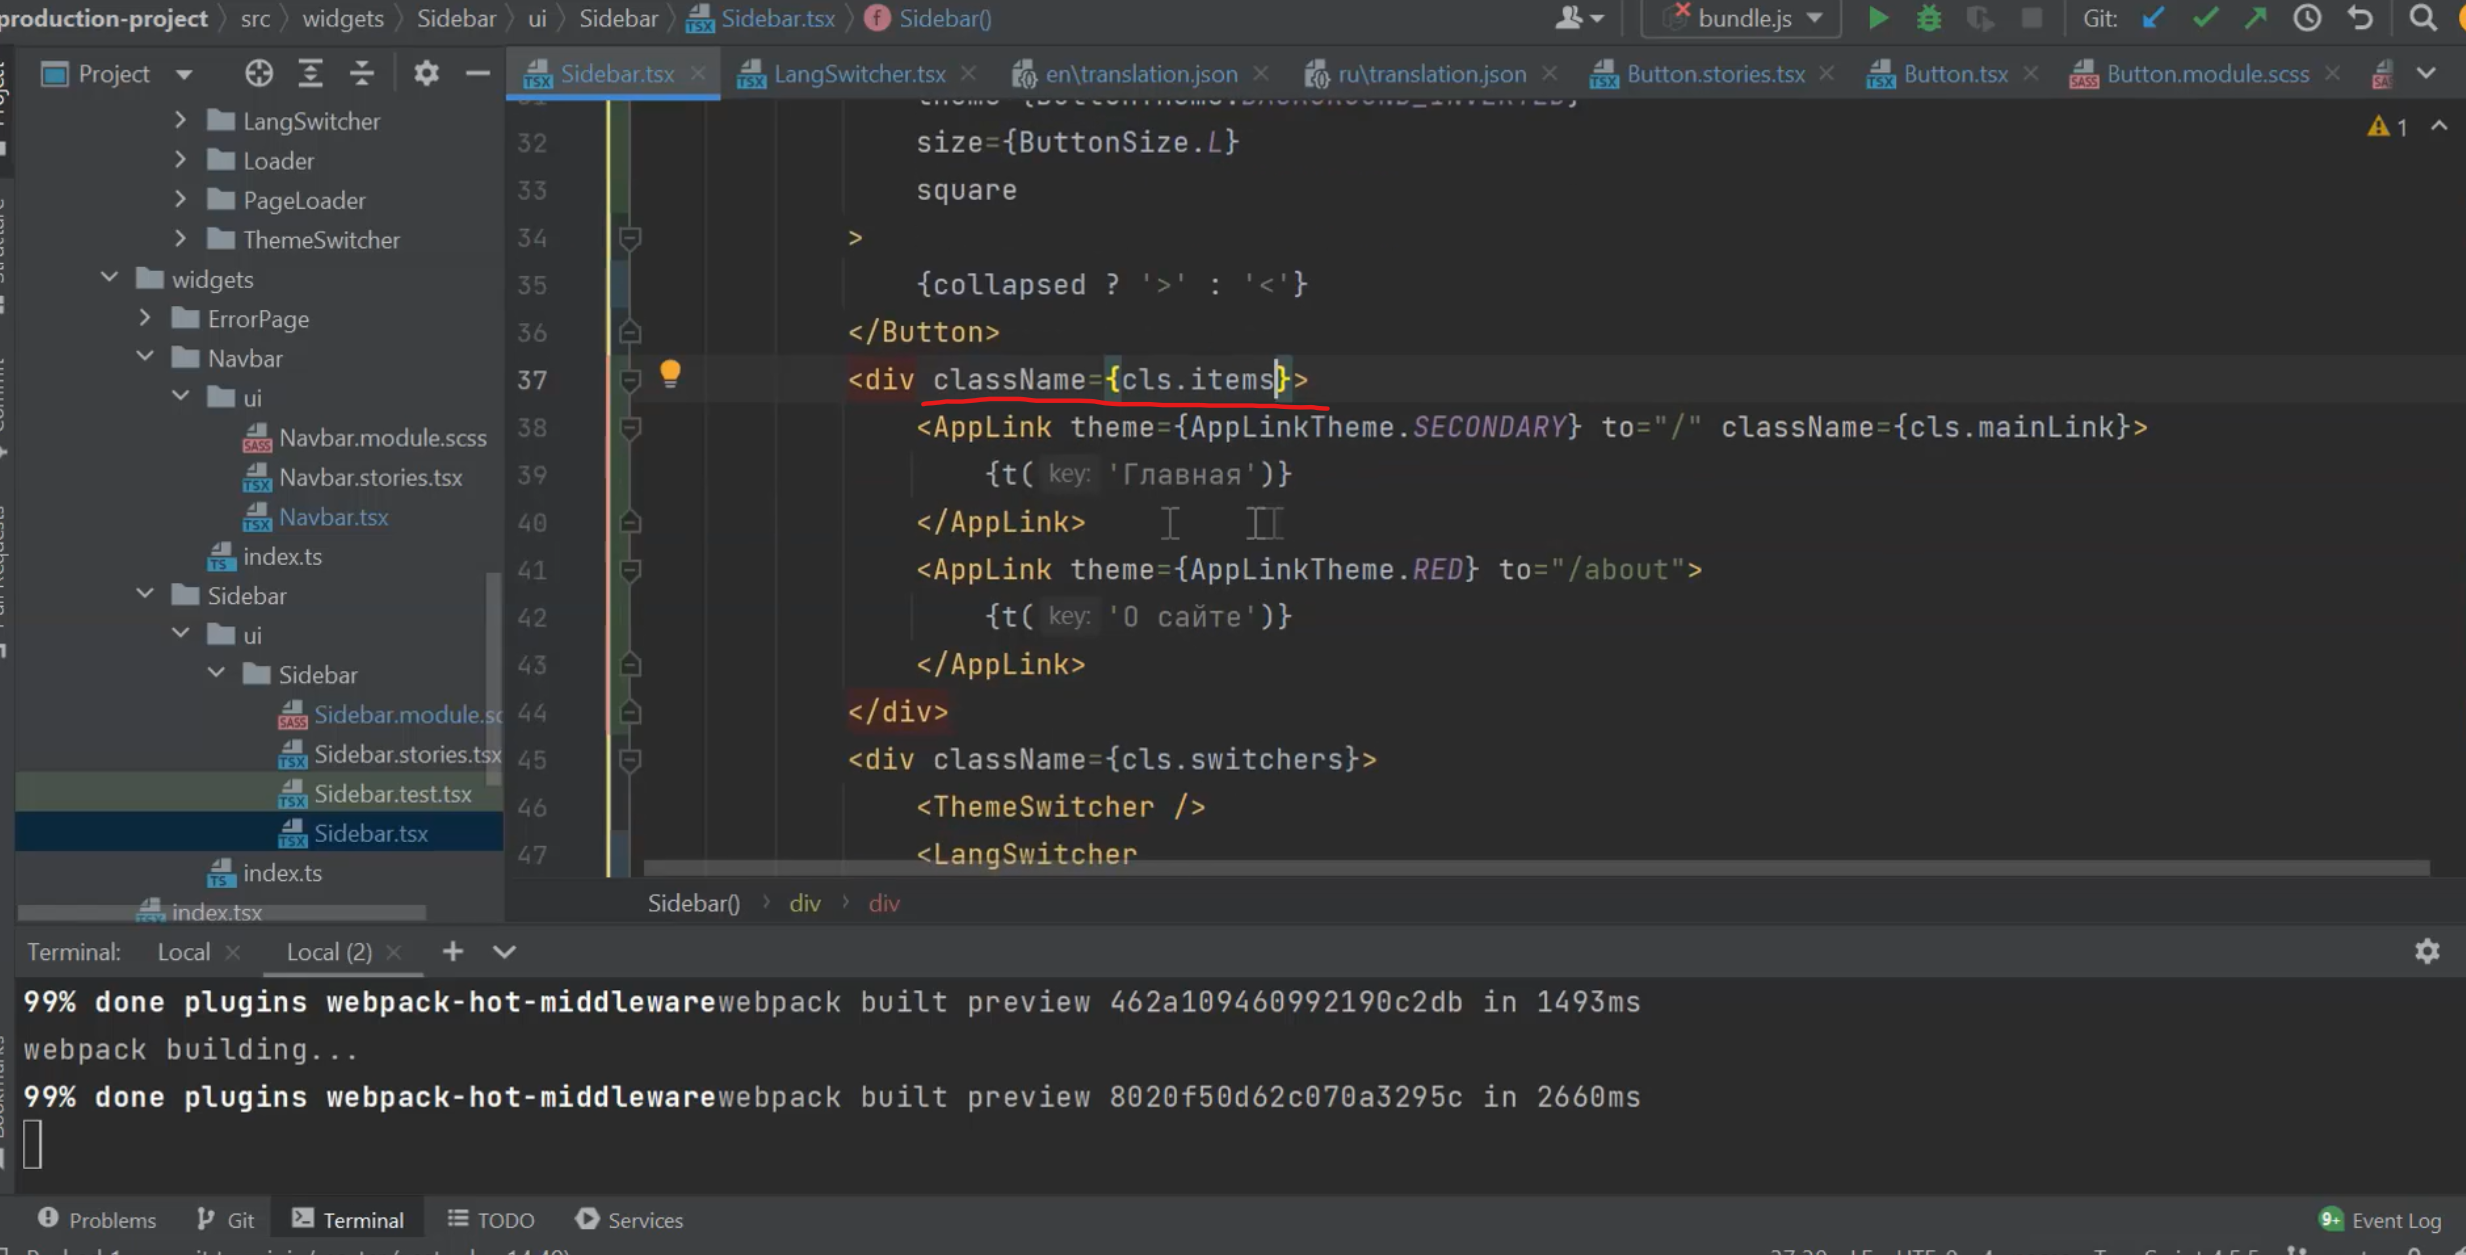 production-project src widgets Sidebar ui Sidebar Sidebar.tsx Sidebar()
bundle.js
Git:
Project
Sidebar.tsx
LangSwitcher.tsx
en\translation.json
ru\translation.json
Button.stories.tsx
Button.tsx
Button.module.scss
LangSwitcher
Loader
PageLoader
ThemeSwitcher
widgets
ErrorPage
Navbar
ui
Navbar.module.scss
Navbar.stories.tsx
Navbar.tsx
index.ts
Sidebar
ui
Sidebar
Sidebar.module.sc
Sidebar.stories.tsx
Sidebar.test.tsx
Sidebar.tsx
index.ts
index.tsx
1
32 size={ButtonSize.L}
33 square
34 >
35 {collapsed ? '>' : '<'}
36 </Button>
37 <div className={cls.items}>
38 <AppLink theme={AppLinkTheme.SECONDARY} to="/" className={cls.mainLink}>
39 {t( key: 'Главная')}
40 </AppLink>
41 <AppLink theme={AppLinkTheme.RED} to="/about">
42 {t( key: 'О сайте')}
43 </AppLink>
44 </div>
45 <div className={cls.switchers}>
46 <ThemeSwitcher />
47 <LangSwitcher
Sidebar() div div
Terminal: Local Local (2)
99% done plugins webpack-hot-middlewarewebpack built preview 462a109460992190c2db in 1493ms
webpack building...
99% done plugins webpack-hot-middlewarewebpack built preview 8020f50d62c070a3295c in 2660ms
Problems Git Terminal TODO Services
9+ Event Log